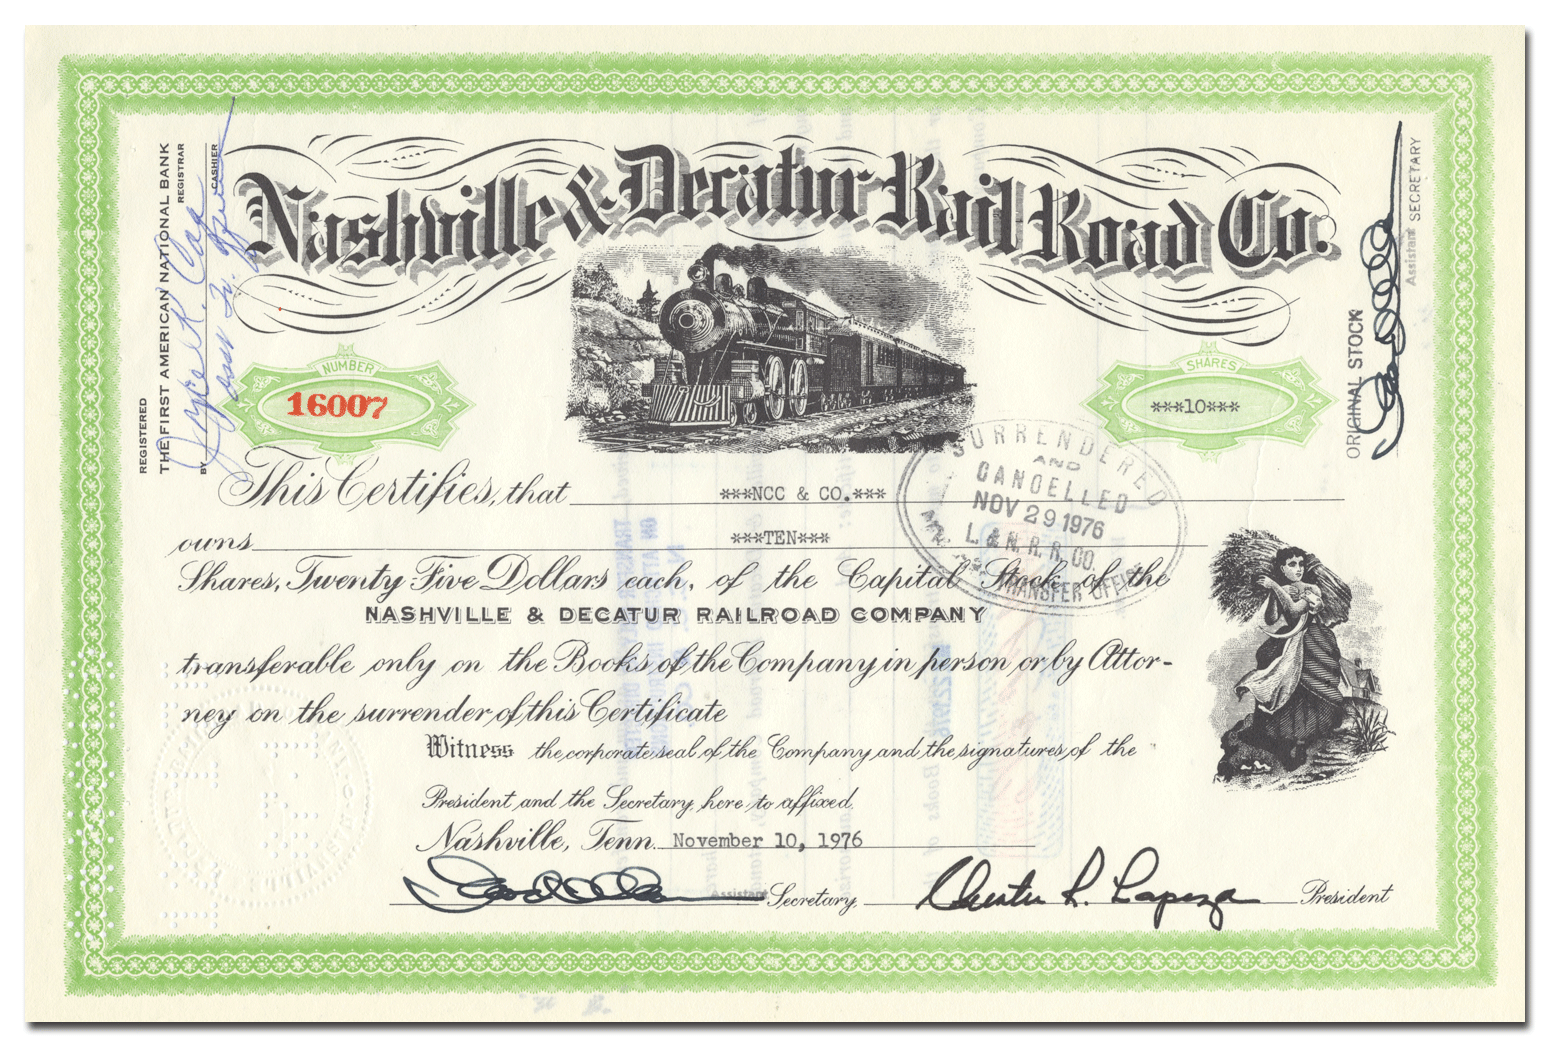 Nashville & Decatur Rail Road Co.
REGISTERED
THE FIRST AMERICAN NATIONAL BANK
REGISTRAR
BY
CASHIER
NUMBER
16007
SHARES
***10***
ORIGINAL STOCK
Assistant SECRETARY
This Certifies, that ***NCC & CO.***
owns ***TEN***
Shares, Twenty Five Dollars each, of the Capital Stock of the
NASHVILLE & DECATUR RAILROAD COMPANY
transferable only on the Books of the Company in person or by Attor-
ney on the surrender of this Certificate
Witness the corporate seal of the Company and the signatures of the
President and the Secretary here to affixed.
Nashville, Tenn. November 10, 1976
Assistant Secretary,
Chester R. Lapeza President
SURRENDERED
AND
CANCELLED
NOV 29 1976
L. & N. R. R. CO.
TRANSFER OFFICE